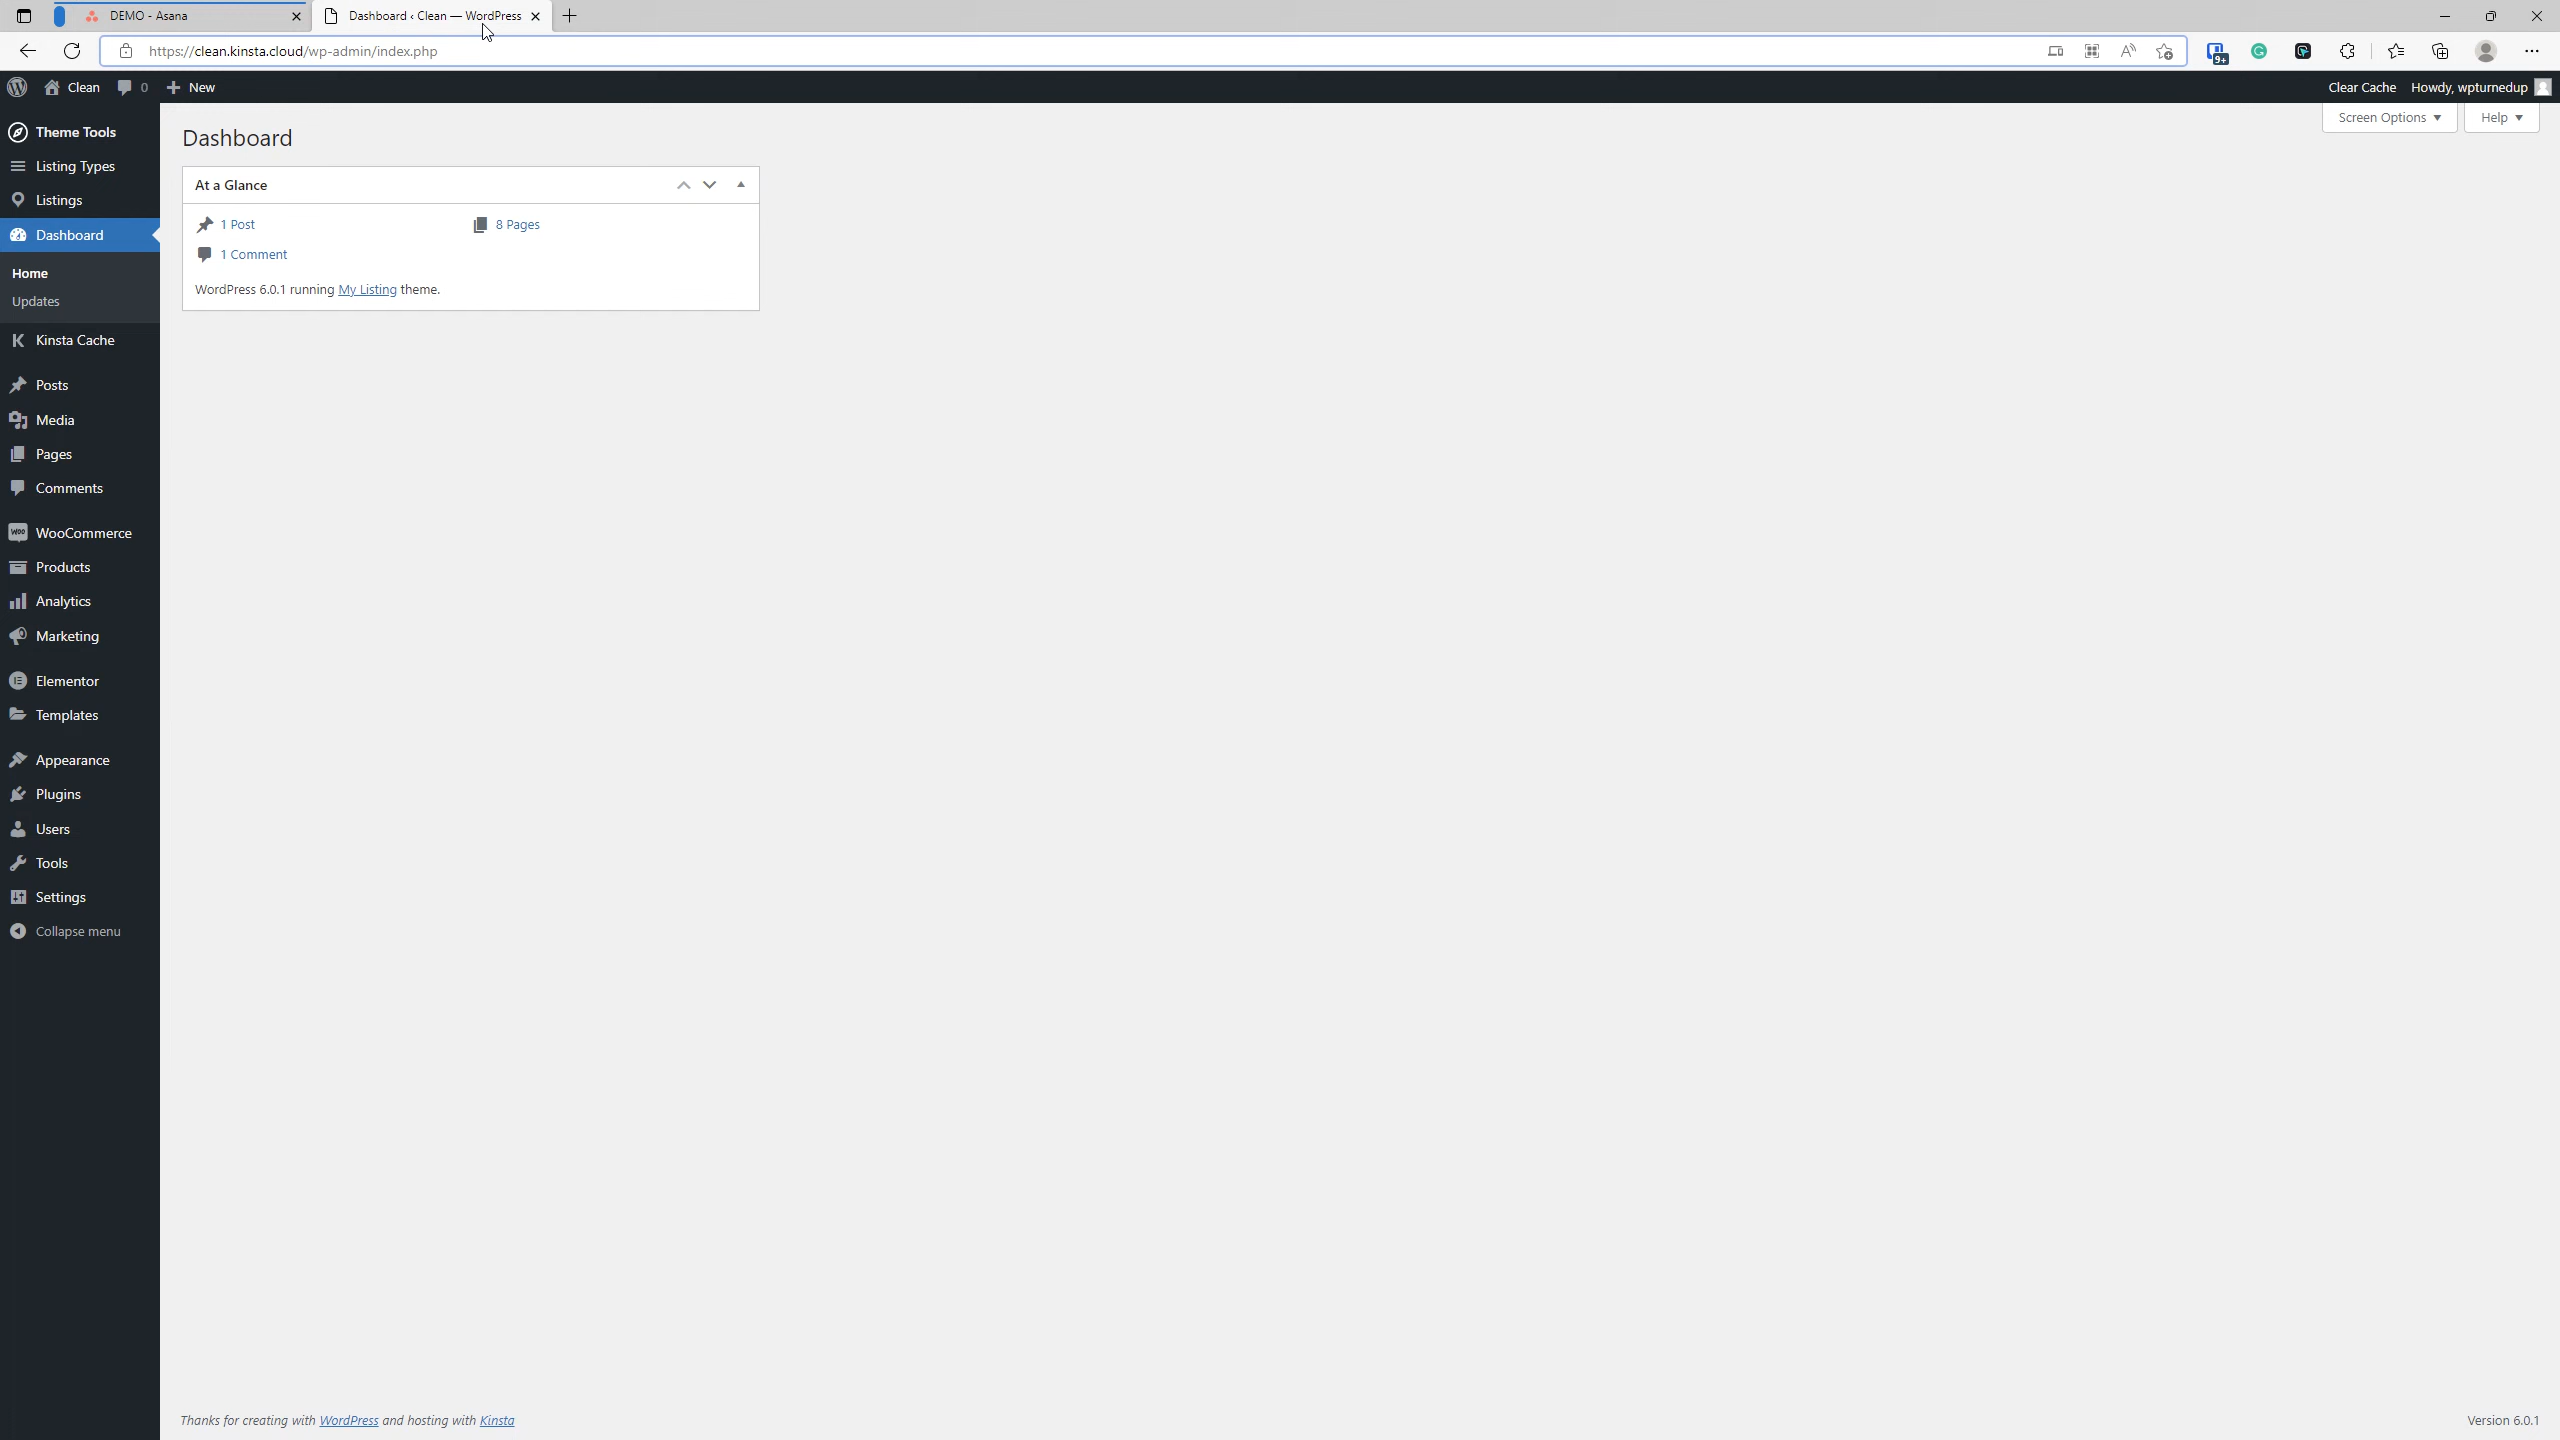 DEMO - Asana
Dashboard ‹ Clean — WordPress
https://clean.kinsta.cloud/wp-admin/index.php
9+
Clean
0
New
Clear Cache
Howdy, wpturnedup
Theme Tools
Listing Types
Listings
Dashboard
Home
Updates
Kinsta Cache
Posts
Media
Pages
Comments
WooCommerce
Products
Analytics
Marketing
Elementor
Templates
Appearance
Plugins
Users
Tools
Settings
Collapse menu
Dashboard
Screen Options
Help
At a Glance
1 Post
8 Pages
1 Comment
WordPress 6.0.1 running My Listing theme.
Thanks for creating with WordPress and hosting with Kinsta
Version 6.0.1